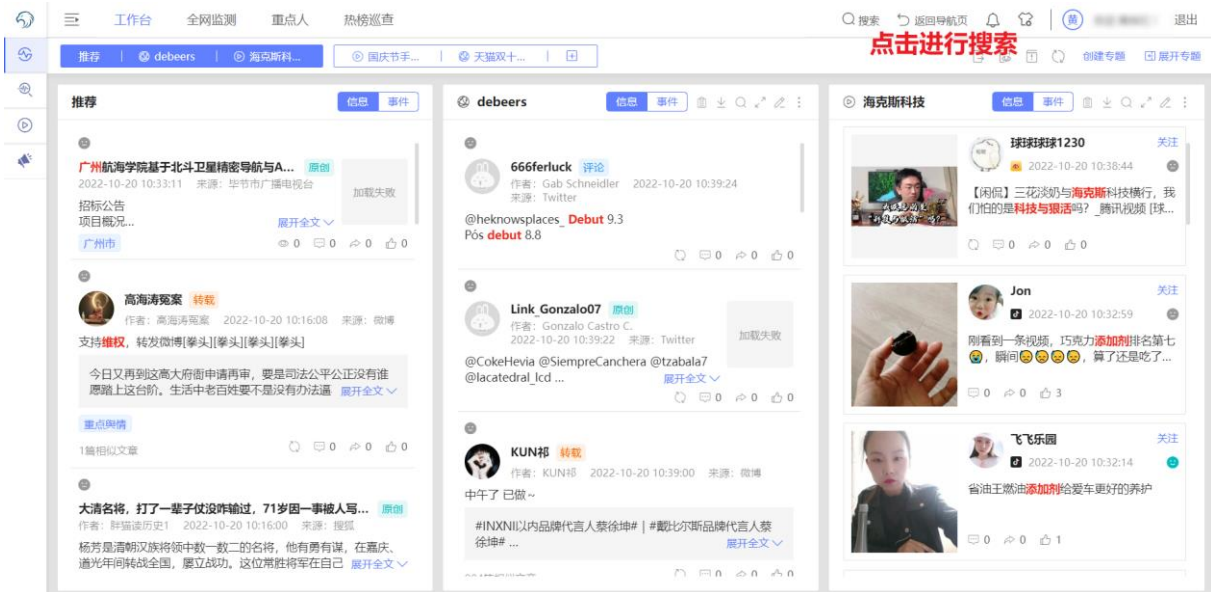 工作台 全网监测 重点人 热榜巡查 搜索 返回导航页 黄 退出
点击进行搜索
推荐 debeers 海克斯科... 国庆节手... 天猫双十... 创建专题 展开专题
推荐 信息 事件
广州航海学院基于北斗卫星精密导航与A... 原创
2022-10-20 10:33:11 来源：毕节市广播电视台
加载失败
招标公告
项目概况... 展开全文
广州市 0 0 0 0
高海涛冤案 转载
作者：高海涛冤案 2022-10-20 10:16:08 来源：微博
支持维权，转发微博[拳头][拳头][拳头][拳头]
今日又再到这高大府衙申请再审，要是司法公平公正没有谁
愿踏上这台阶。生活中老百姓要不是没有办法逼 展开全文
重点舆情
1篇相似文章 0 0 0
大清名将，打了一辈子仗没咋输过，71岁因一事被人写... 原创
作者：胖猫读历史1 2022-10-20 10:16:00 来源：搜狐
杨芳是清朝汉族将领中数一数二的名将，他有勇有谋，在嘉庆、
道光年间转战全国，屡立战功。这位常胜将军在自己 展开全文
debeers 信息 事件
666ferluck 评论
作者：Gab Schneidler 2022-10-20 10:39:24
来源：Twitter
@heknowsplaces_ Debut 9.3
Pós debut 8.8
0 0 0
Link_Gonzalo07 原创
作者：Gonzalo Castro C.
2022-10-20 10:39:22 来源：Twitter
加载失败
@CokeHevia @SiempreCanchera @tzabala7
@lacatedral_lcd ... 展开全文
0 0 0
KUN祁 转载
作者：KUN祁 2022-10-20 10:39:00 来源：微博
中午了 已做~
#INXNI以内品牌代言人蔡徐坤#｜#戴比尔斯品牌代言人蔡
徐坤# ... 展开全文
0 0 0
海克斯科技 信息 事件
球球球球1230 关注
2022-10-20 10:38:44
【闲侃】三花淡奶与海克斯科技横行，我
们怕的是科技与狠活吗？_腾讯视频 [球...
0 0 0
Jon 关注
2022-10-20 10:32:59
刚看到一条视频，巧克力添加剂排名第七
，瞬间，算了还是吃了...
0 0 3
飞飞乐园 关注
2022-10-20 10:32:14
省油王燃油添加剂给爱车更好的养护
0 0 1